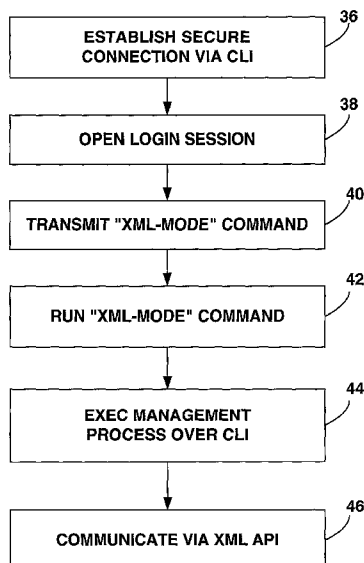 36
ESTABLISH SECURE
CONNECTION VIA CLI
38
OPEN LOGIN SESSION
40
TRANSMIT "XML-MODE" COMMAND
42
RUN "XML-MODE" COMMAND
44
EXEC MANAGEMENT
PROCESS OVER CLI
46
COMMUNICATE VIA XML API